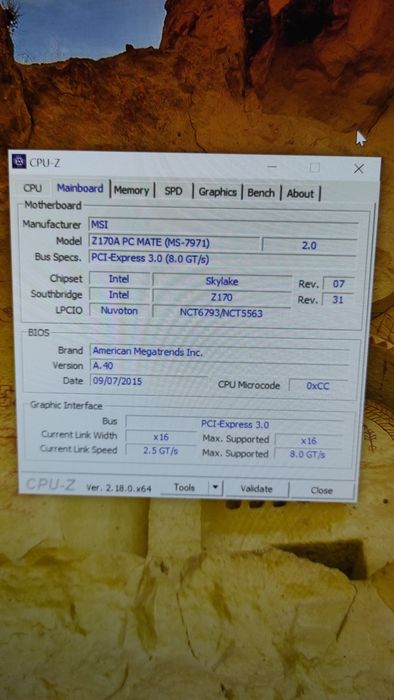 CPU-Z
CPU Mainboard Memory SPD Graphics Bench About
Motherboard
Manufacturer MSI
Model Z170A PC MATE (MS-7971) 2.0
Bus Specs. PCI-Express 3.0 (8.0 GT/s)
Chipset Intel Skylake Rev. 07
Southbridge Intel Z170 Rev. 31
LPCIO Nuvoton NCT6793/NCT5563
BIOS
Brand American Megatrends Inc.
Version A.40
Date 09/07/2015 CPU Microcode 0xCC
Graphic Interface
Bus PCI-Express 3.0
Current Link Width x16 Max. Supported x16
Current Link Speed 2.5 GT/s Max. Supported 8.0 GT/s
CPU-Z Ver. 2.18.0.x64 Tools Validate Close